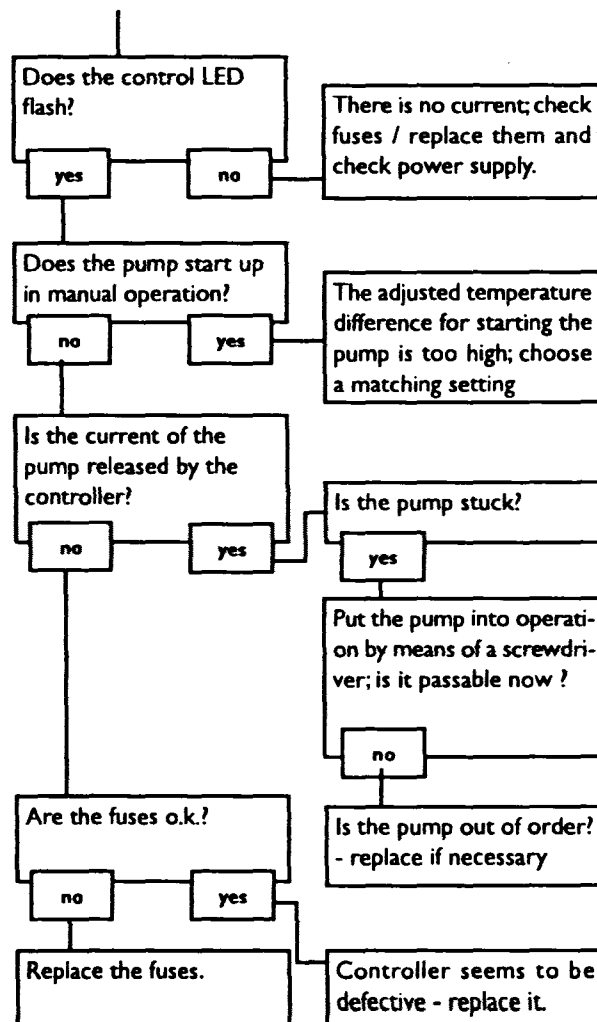 Does the control LED
flash?
yes
no
There is no current; check
fuses / replace them and
check power supply.
Does the pump start up
in manual operation?
no
yes
The adjusted temperature
difference for starting the
pump is too high; choose
a matching setting
Is the current of the
pump released by the
controller?
no
yes
Is the pump stuck?
yes
Put the pump into operati-
on by means of a screwdri-
ver; is it passable now ?
no
Is the pump out of order?
- replace if necessary
Are the fuses o.k.?
no
yes
Replace the fuses.
Controller seems to be
defective - replace it.